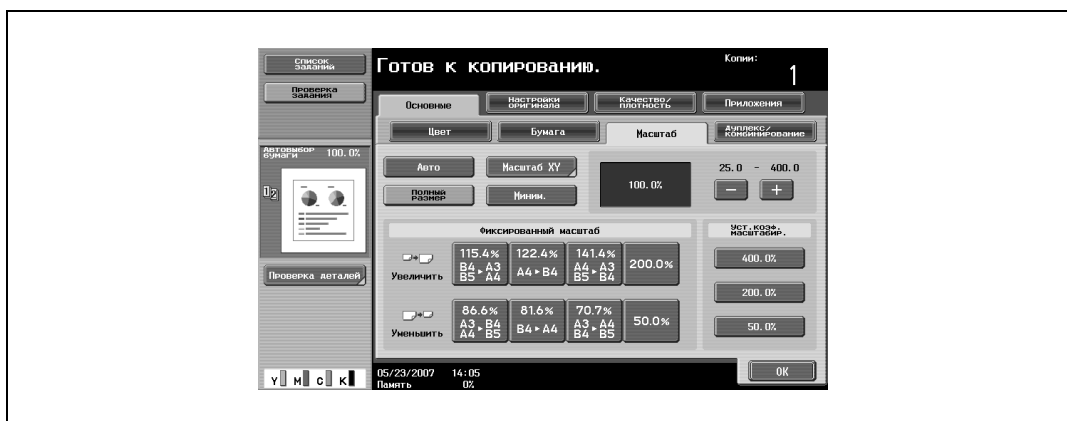 Список
заданий
Проверка
задания
Автовыбор
бумаги 100.0%
1 2
Проверка деталей
Y M C K
Готов к копированию.
Копии:
1
Основные
Настройки
оригинала
Качество/
плотность
Приложения
Цвет
Бумага
Масштаб
Дуплекс/
комбинирование
Авто
Масштаб XY
Полный
размер
Миним.
100.0%
25.0 - 400.0
− +
Фиксированный масштаб
Увеличить
115.4%
B4 ▸ A3
B5 ▸ A4
122.4%
A4 ▸ B4
141.4%
A4 ▸ A3
B5 ▸ B4
200.0%
Уменьшить
86.6%
A3 ▸ B4
A4 ▸ B5
81.6%
B4 ▸ A4
70.7%
A3 ▸ A4
B4 ▸ B5
50.0%
Уст.коэф.
масштабир.
400.0%
200.0%
50.0%
05/23/2007 14:05
Память 0%
OK